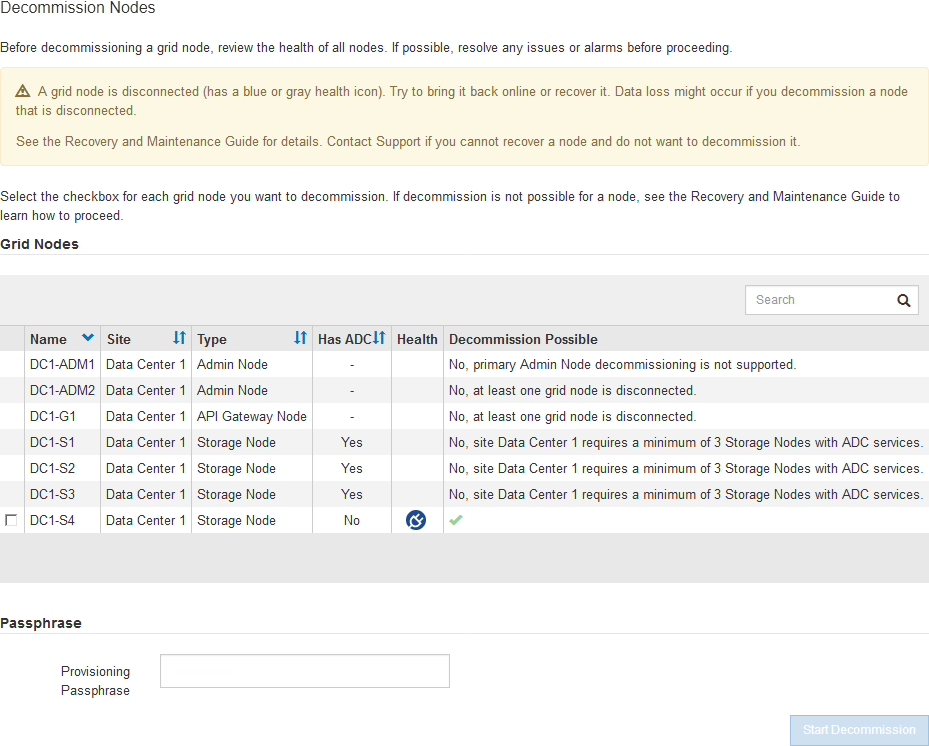 Decommission Nodes
Before decommissioning a grid node, review the health of all nodes. If possible, resolve any issues or alarms before proceeding.
A grid node is disconnected (has a blue or gray health icon). Try to bring it back online or recover it. Data loss might occur if you decommission a node
that is disconnected.
See the Recovery and Maintenance Guide for details. Contact Support if you cannot recover a node and do not want to decommission it.
Select the checkbox for each grid node you want to decommission. If decommission is not possible for a node, see the Recovery and Maintenance Guide to
learn how to proceed.
Grid Nodes
Search
Name Site Type Has ADC Health Decommission Possible
DC1-ADM1 Data Center 1 Admin Node - No, primary Admin Node decommissioning is not supported.
DC1-ADM2 Data Center 1 Admin Node - No, at least one grid node is disconnected.
DC1-G1 Data Center 1 API Gateway Node - No, at least one grid node is disconnected.
DC1-S1 Data Center 1 Storage Node Yes No, site Data Center 1 requires a minimum of 3 Storage Nodes with ADC services.
DC1-S2 Data Center 1 Storage Node Yes No, site Data Center 1 requires a minimum of 3 Storage Nodes with ADC services.
DC1-S3 Data Center 1 Storage Node Yes No, site Data Center 1 requires a minimum of 3 Storage Nodes with ADC services.
DC1-S4 Data Center 1 Storage Node No
Passphrase
Provisioning
Passphrase
Start Decommission